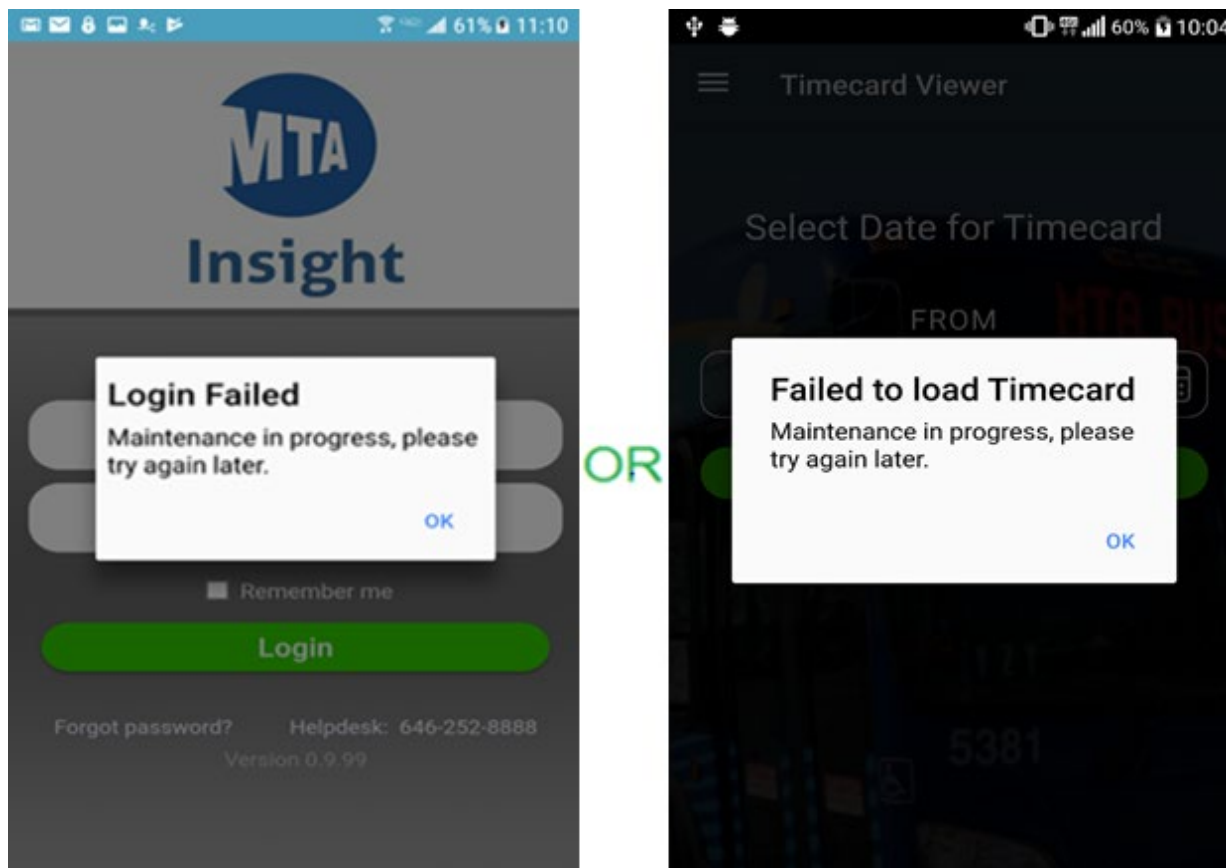 61% 11:10
MTA
Insight
Login Failed
Maintenance in progress, please
try again later.
OK
Remember me
Login
Forgot password? Helpdesk: 646-252-8888
Version 0.9.99
OR
60% 10:04
Timecard Viewer
Select Date for Timecard
FROM
MTA BUS
Failed to load Timecard
Maintenance in progress, please
try again later.
OK
5381